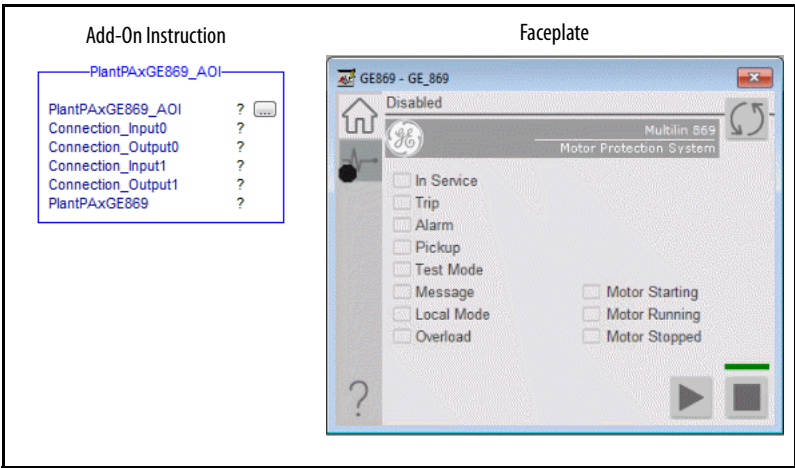 Add-On Instruction
Faceplate
PlantPAxGE869_AOI
PlantPAxGE869_AOI ? ...
Connection_Input0 ?
Connection_Output0 ?
Connection_Input1 ?
Connection_Output1 ?
PlantPAxGE869 ?
GE869 - GE_869
Disabled
GE
Multilin 869
Motor Protection System
In Service
Trip
Alarm
Pickup
Test Mode
Message
Local Mode
Overload
Motor Starting
Motor Running
Motor Stopped
?